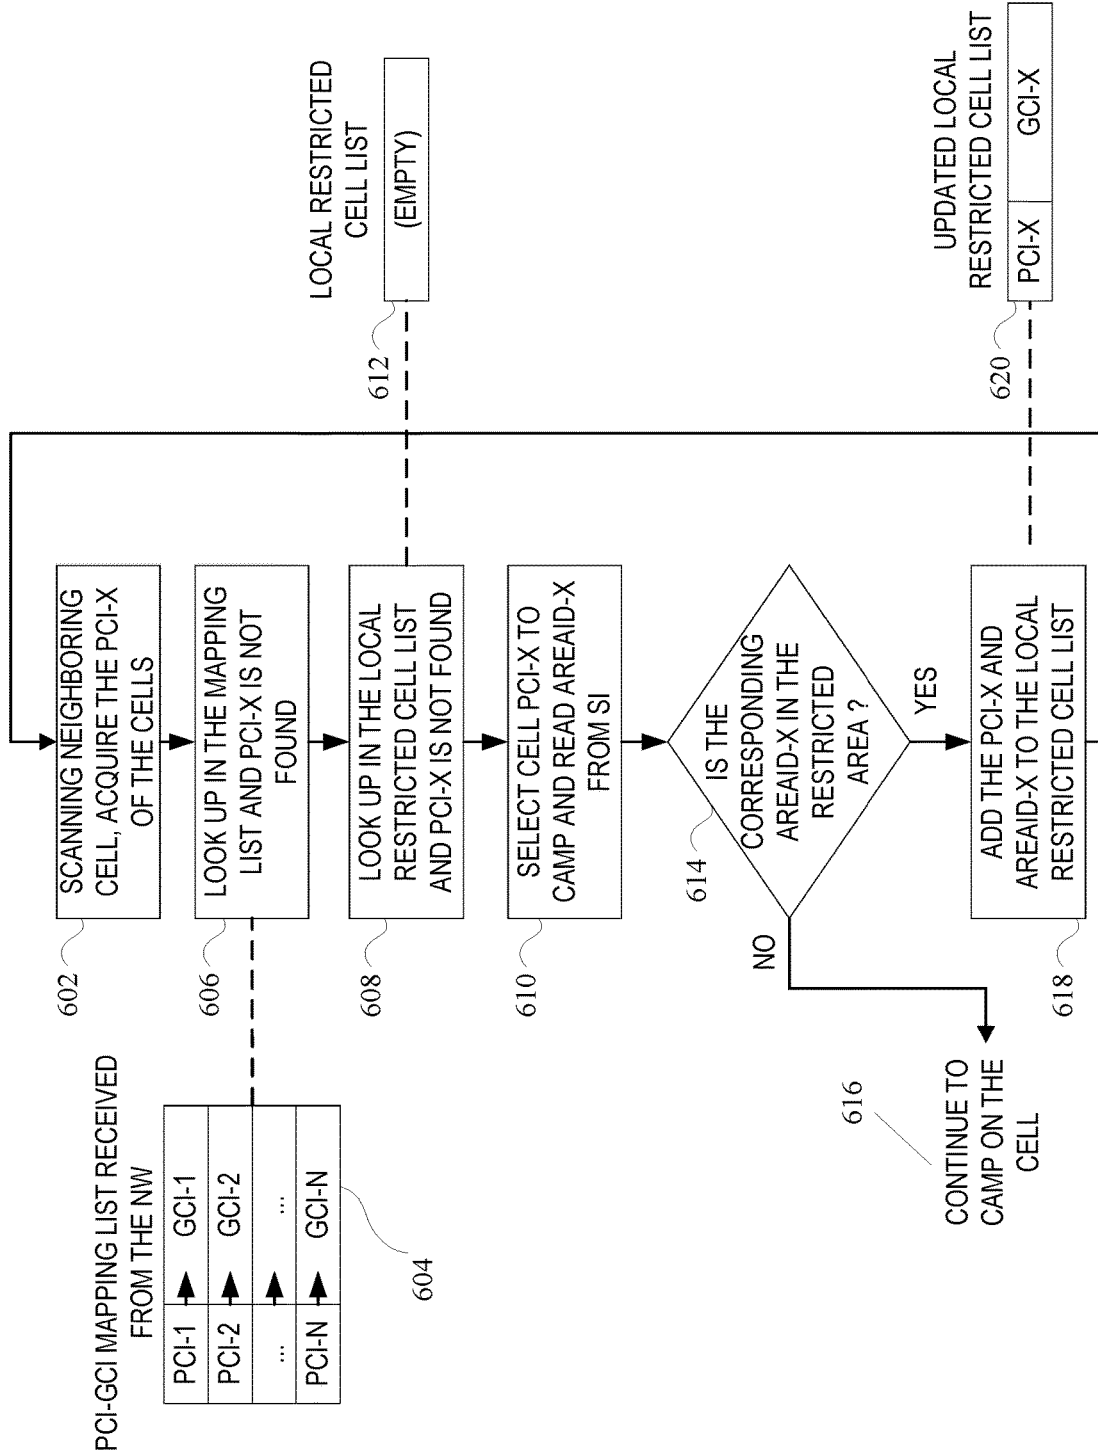 PCI-GCI MAPPING LIST RECEIVED
FROM THE NW
PCI-1
GCI-1
PCI-2
GCI-2
...
...
PCI-N
GCI-N
604
602
SCANNING NEIGHBORING
CELL, ACQUIRE THE PCI-X
OF THE CELLS
606
LOOK UP IN THE MAPPING
LIST AND PCI-X IS NOT
FOUND
608
LOOK UP IN THE LOCAL
RESTRICTED CELL LIST
AND PCI-X IS NOT FOUND
LOCAL RESTRICTED
CELL LIST
(EMPTY)
612
610
SELECT CELL PCI-X TO
CAMP AND READ AREAID-X
FROM SI
614
IS THE
CORRESPONDING
AREAID-X IN THE
RESTRICTED
AREA ?
NO
YES
616
CONTINUE TO
CAMP ON THE
CELL
618
ADD THE PCI-X AND
AREAID-X TO THE LOCAL
RESTRICTED CELL LIST
UPDATED LOCAL
RESTRICTED CELL LIST
PCI-X
GCI-X
620